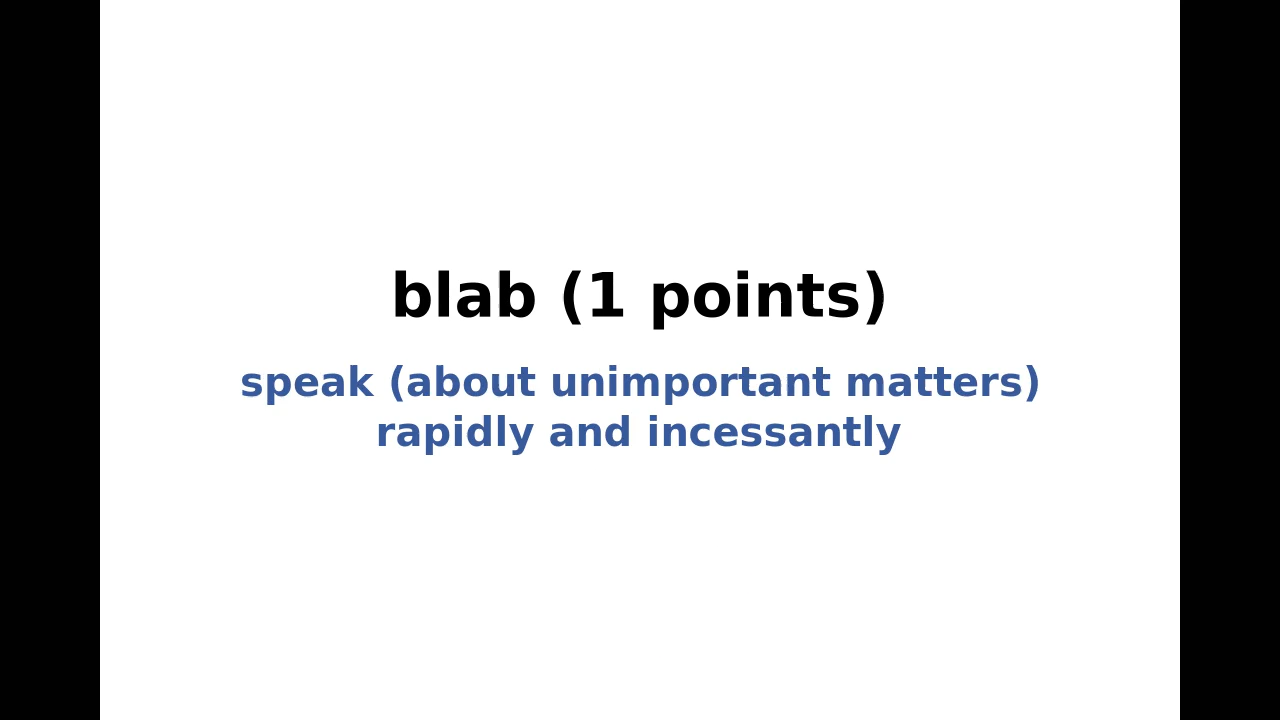 blab (1 points)
speak (about unimportant matters)
rapidly and incessantly